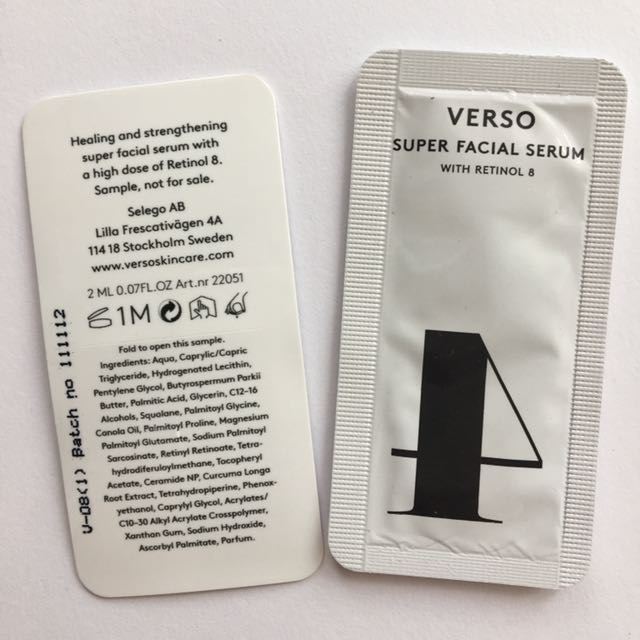 Healing and strengthening
super facial serum with
a high dose of Retinol 8.
Sample, not for sale.
Selego AB
Lilla Frescativägen 4A
114 18 Stockholm Sweden
www.versoskincare.com
2 ML 0.07FL.OZ Art.nr 22051
1M
Fold to open this sample.
Ingredients: Aqua, Caprylic/Capric
Triglyceride, Hydrogenated Lecithin,
Pentylene Glycol, Butyrospermum Parkii
Butter, Palmitic Acid, Glycerin, C12-16
Alcohols, Squalane, Palmitoyl Glycine,
Canola Oil, Palmitoyl Proline, Magnesium
Palmitoyl Glutamate, Sodium Palmitoyl
Sarcosinate, Retinyl Retinoate, Tetra-
hydrodiferuloylmethane, Tocopheryl
Acetate, Ceramide NP, Curcuma Longa
Root Extract, Tetrahydropiperine, Phenox-
yethanol, Caprylyl Glycol, Acrylates/
C10-30 Alkyl Acrylate Crosspolymer,
Xanthan Gum, Sodium Hydroxide,
Ascorbyl Palmitate, Parfum.
V-08(1) Batch no 111112
VERSO
SUPER FACIAL SERUM
WITH RETINOL 8
4